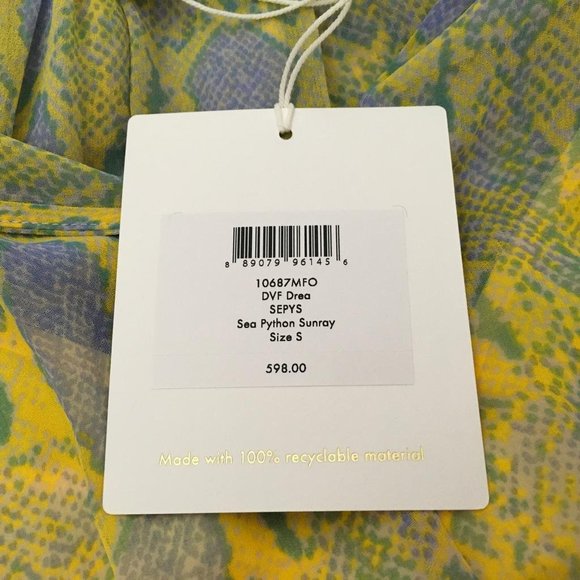 8 89079 96145 6
10687MFO
DVF Drea
SEPYS
Sea Python Sunray
Size S
598.00
Made with 100% recyclable material